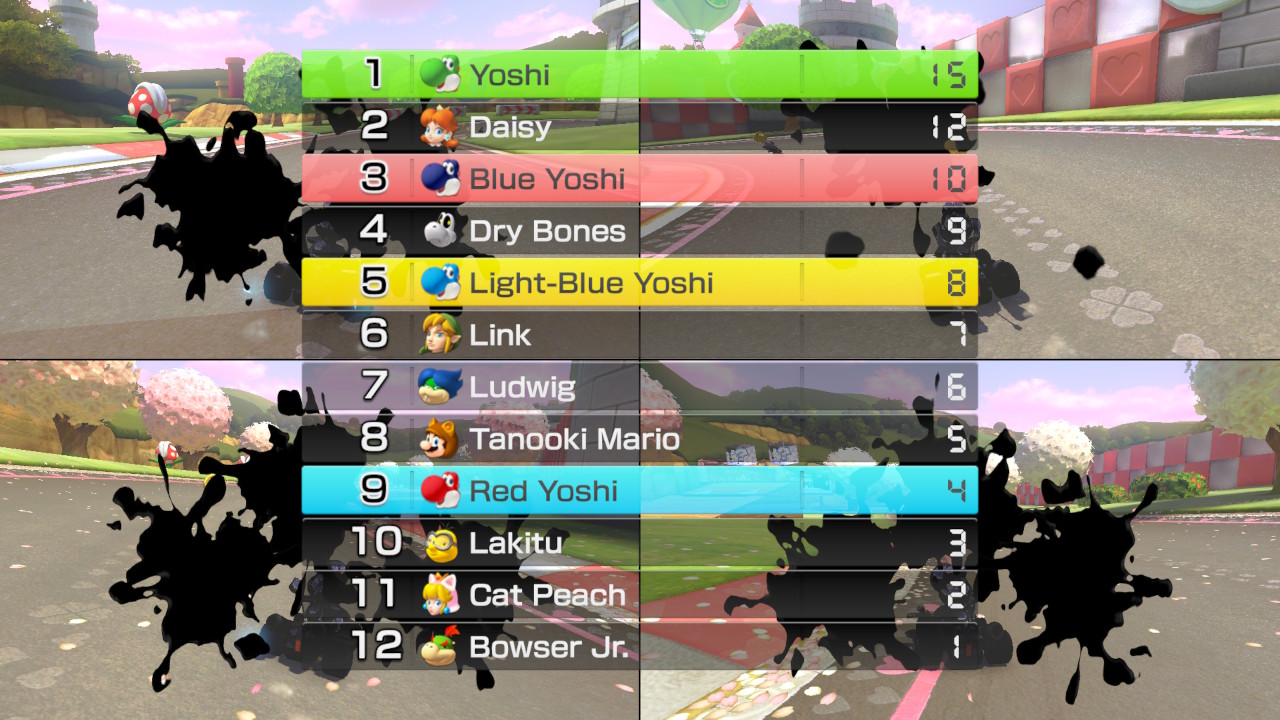 1 Yoshi 15
2 Daisy 12
3 Blue Yoshi 10
4 Dry Bones 9
5 Light-Blue Yoshi 8
6 Link 7
7 Ludwig 6
8 Tanooki Mario 5
9 Red Yoshi 4
10 Lakitu 3
11 Cat Peach 2
12 Bowser Jr. 1